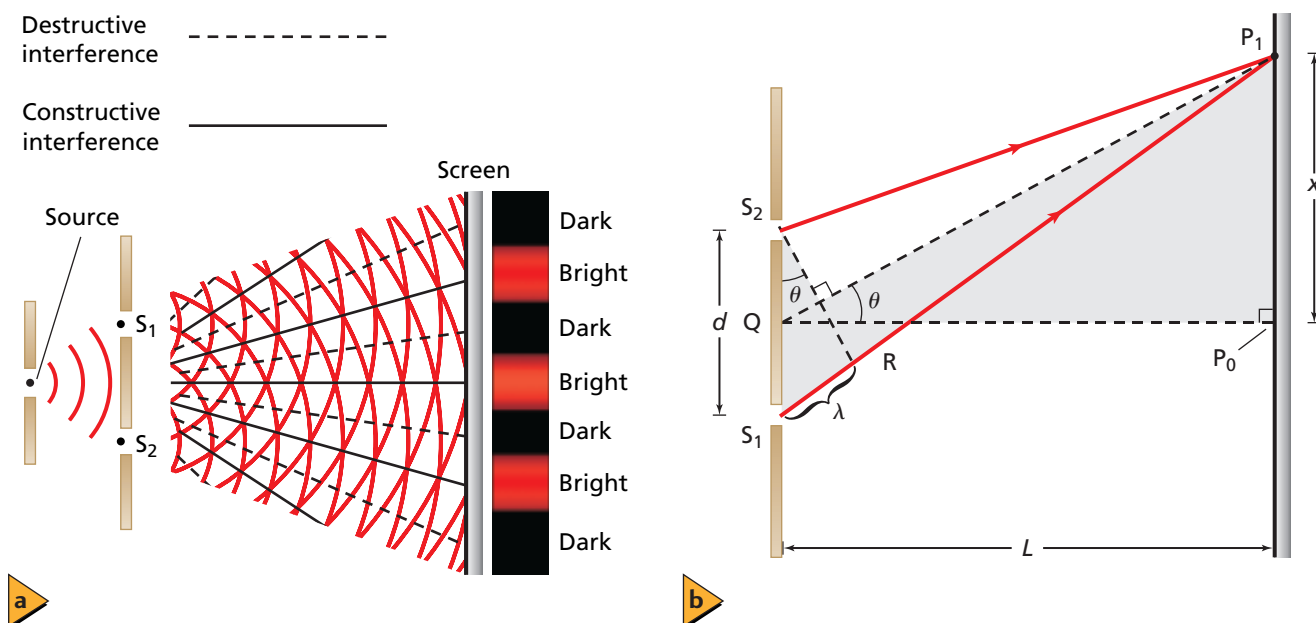 Destructive
interference
Constructive
interference
Screen
Source
S₁
S₂
Dark
Bright
Dark
Bright
Dark
Bright
Dark
a
P₁
x
S₂
θ
θ
d
Q
R
P₀
λ
S₁
L
b